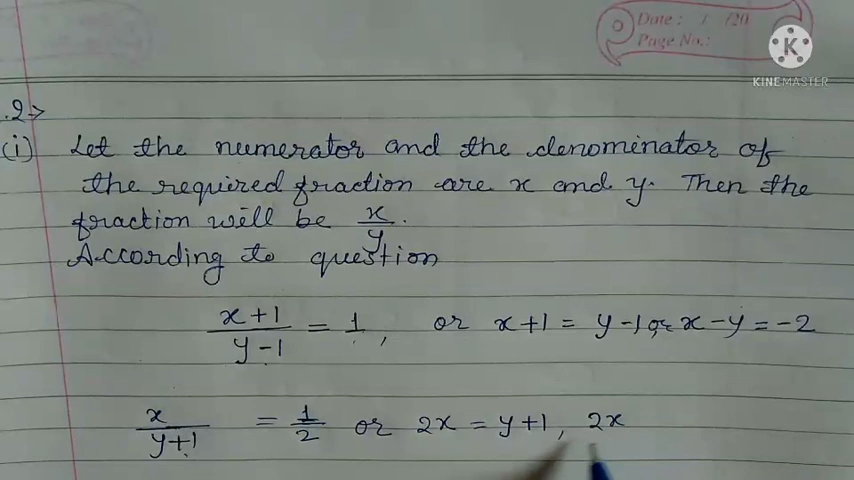 Date : / /20
Page No.:
KINEMASTER
.2→
(i) Let the numerator and the denominator of
the required fraction are x and y. Then the
fraction will be x/y.
According to question
(x+1)/(y-1) = 1, or x+1 = y-1 or x-y = -2
x/(y+1) = 1/2 or 2x = y+1, 2x